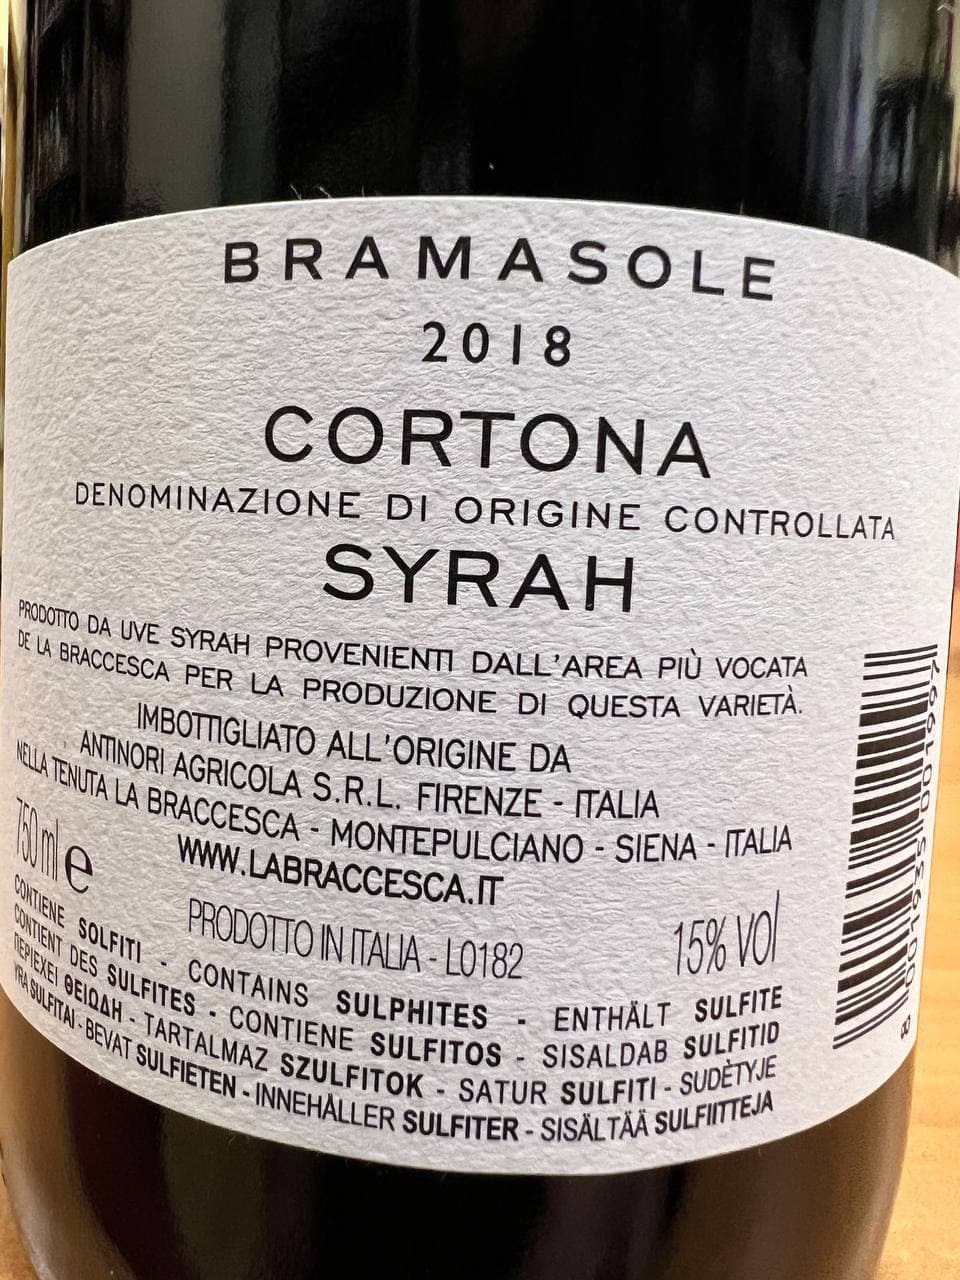 BRAMASOLE
2018
CORTONA
DENOMINAZIONE DI ORIGINE CONTROLLATA
SYRAH
PRODOTTO DA UVE SYRAH PROVENIENTI DALL'AREA PIÙ VOCATA
DE LA BRACCESCA PER LA PRODUZIONE DI QUESTA VARIETÀ.
IMBOTTIGLIATO ALL'ORIGINE DA
ANTINORI AGRICOLA S.R.L. FIRENZE - ITALIA
NELLA TENUTA LA BRACCESCA - MONTEPULCIANO - SIENA - ITALIA
WWW.LABRACCESCA.IT
750 ml e
PRODOTTO IN ITALIA - L0182
15% vol
CONTIENE SOLFITI - CONTAINS SULPHITES - ENTHÄLT SULFITE
CONTIENT DES SULFITES - CONTIENE SULFITOS - SISALDAB SULFITID
ΠΕΡΙΕΧΕΙ ΘΕΙΩΔΗ - TARTALMAZ SZULFITOK - SATUR SULFITI - SUDĖTYJE
YRA SULFITAI - BEVAT SULFIETEN - INNEHÅLLER SULFITER - SISÄLTÄÄ SULFIITTEJA
8 001935 001997